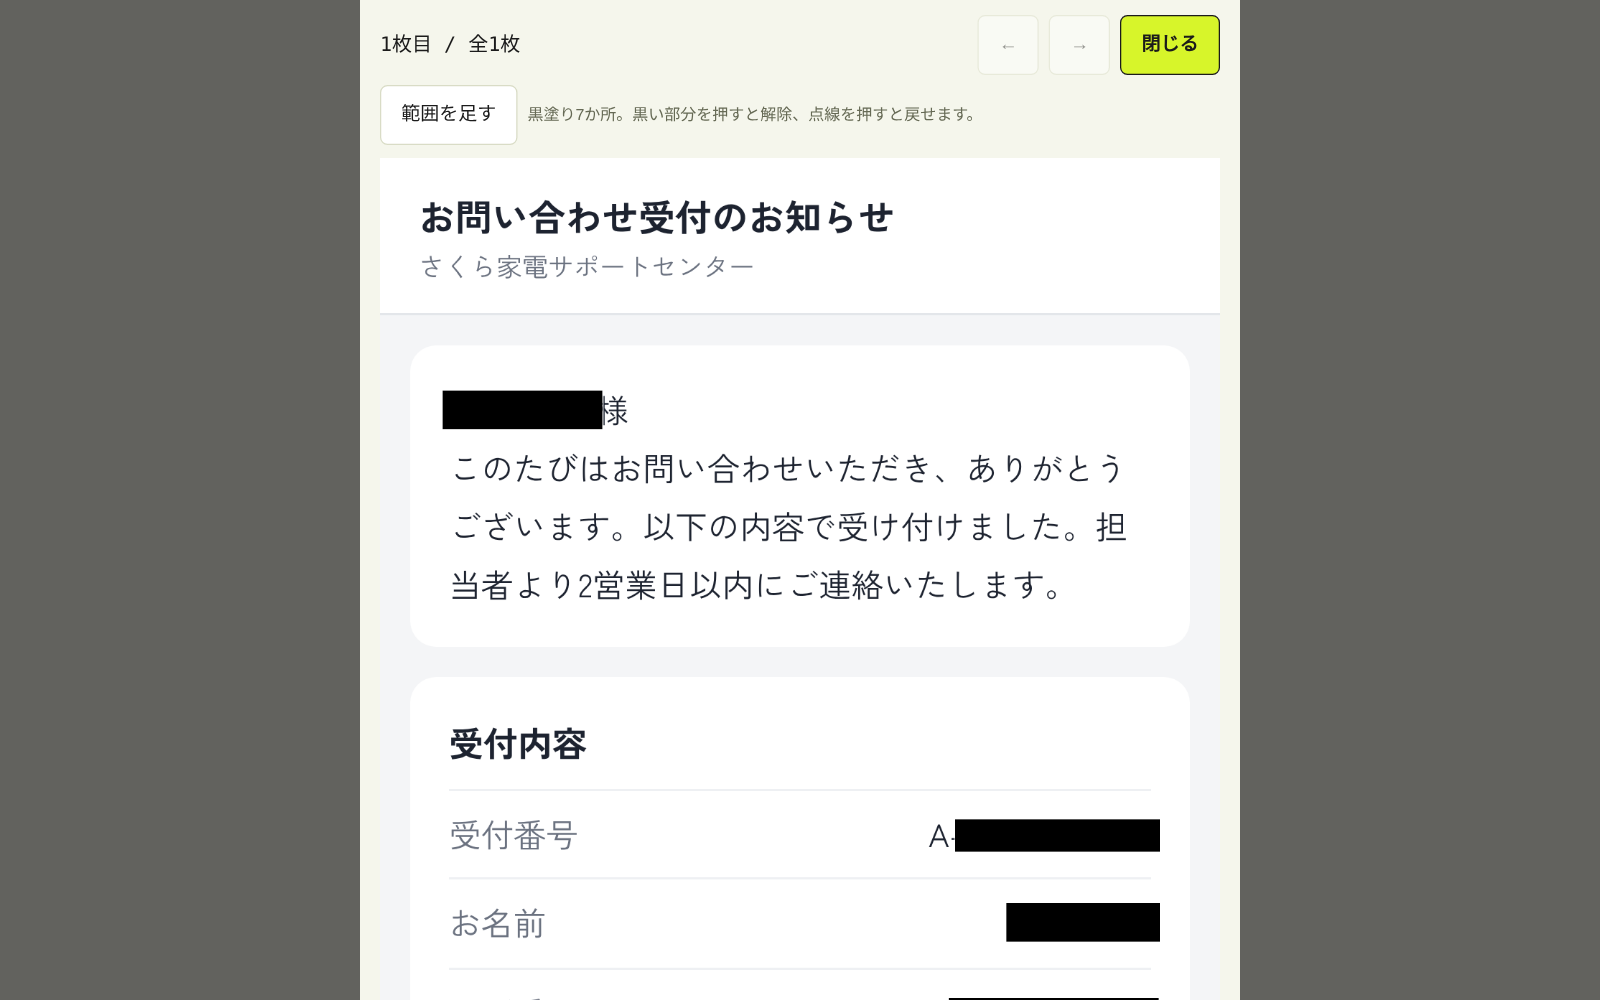 1枚目 / 全1枚
← → 閉じる
範囲を足す
黒塗り7か所。黒い部分を押すと解除、点線を押すと戻せます。
お問い合わせ受付のお知らせ
さくら家電サポートセンター
様
このたびはお問い合わせいただき、ありがとう
ございます。以下の内容で受け付けました。担
当者より2営業日以内にご連絡いたします。
受付内容
受付番号 A-
お名前